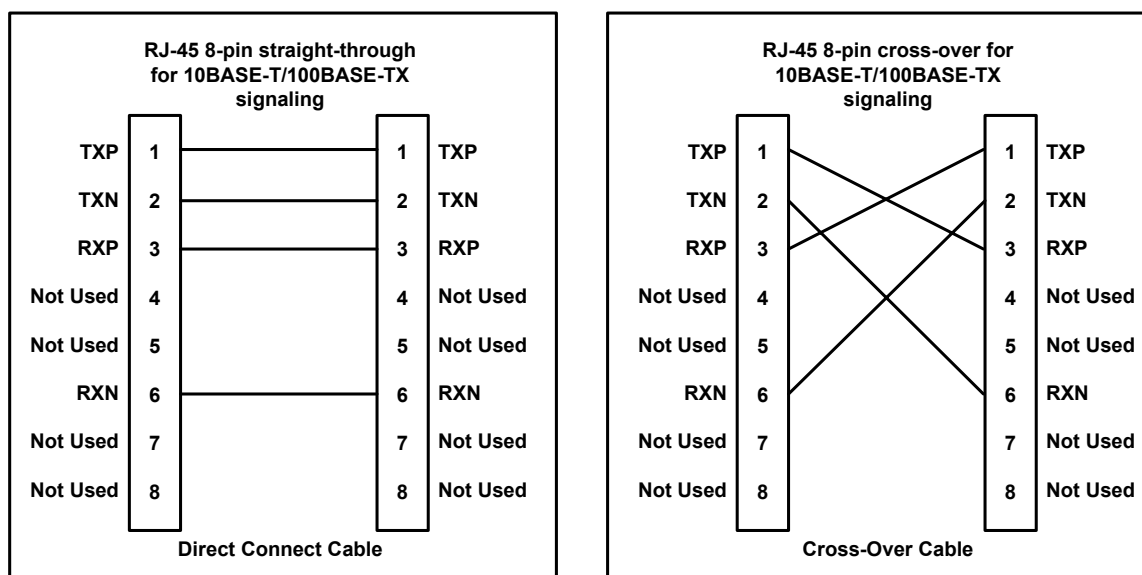 RJ-45 8-pin straight-through
for 10BASE-T/100BASE-TX
signaling
TXP 1 1 TXP
TXN 2 2 TXN
RXP 3 3 RXP
Not Used 4 4 Not Used
Not Used 5 5 Not Used
RXN 6 6 RXN
Not Used 7 7 Not Used
Not Used 8 8 Not Used
Direct Connect Cable
RJ-45 8-pin cross-over for
10BASE-T/100BASE-TX
signaling
TXP 1 1 TXP
TXN 2 2 TXN
RXP 3 3 RXP
Not Used 4 4 Not Used
Not Used 5 5 Not Used
RXN 6 6 RXN
Not Used 7 7 Not Used
Not Used 8 8 Not Used
Cross-Over Cable